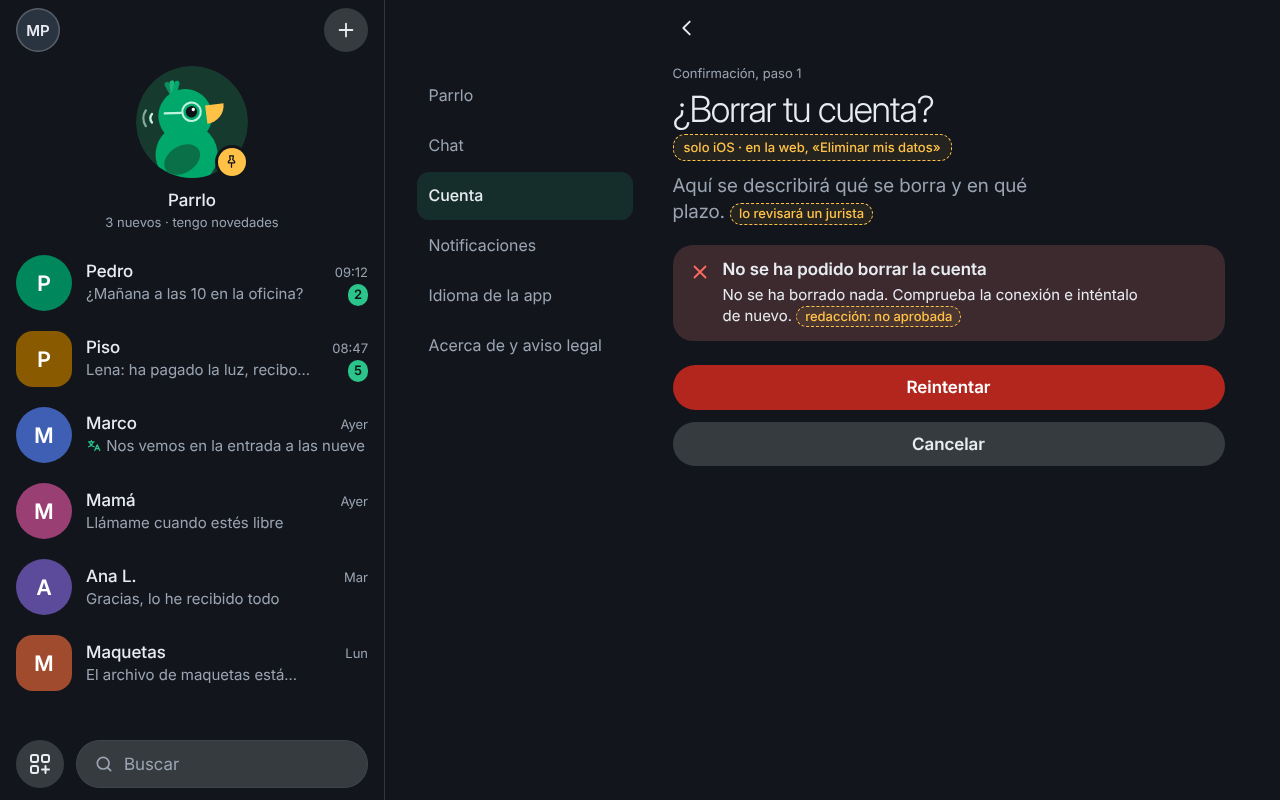 MP
Parrlo
3 nuevos · tengo novedades
P
Pedro
09:12
¿Mañana a las 10 en la oficina?
2
P
Piso
08:47
Lena: ha pagado la luz, recibo...
5
M
Marco
Ayer
Nos vemos en la entrada a las nueve
M
Mamá
Ayer
Llámame cuando estés libre
A
Ana L.
Mar
Gracias, lo he recibido todo
M
Maquetas
Lun
El archivo de maquetas está...
Buscar
Parrlo
Chat
Cuenta
Notificaciones
Idioma de la app
Acerca de y aviso legal
Confirmación, paso 1
¿Borrar tu cuenta?
solo iOS · en la web, «Eliminar mis datos»
Aquí se describirá qué se borra y en qué
plazo. lo revisará un jurista
No se ha podido borrar la cuenta
No se ha borrado nada. Comprueba la conexión e inténtalo
de nuevo. redacción: no aprobada
Reintentar
Cancelar